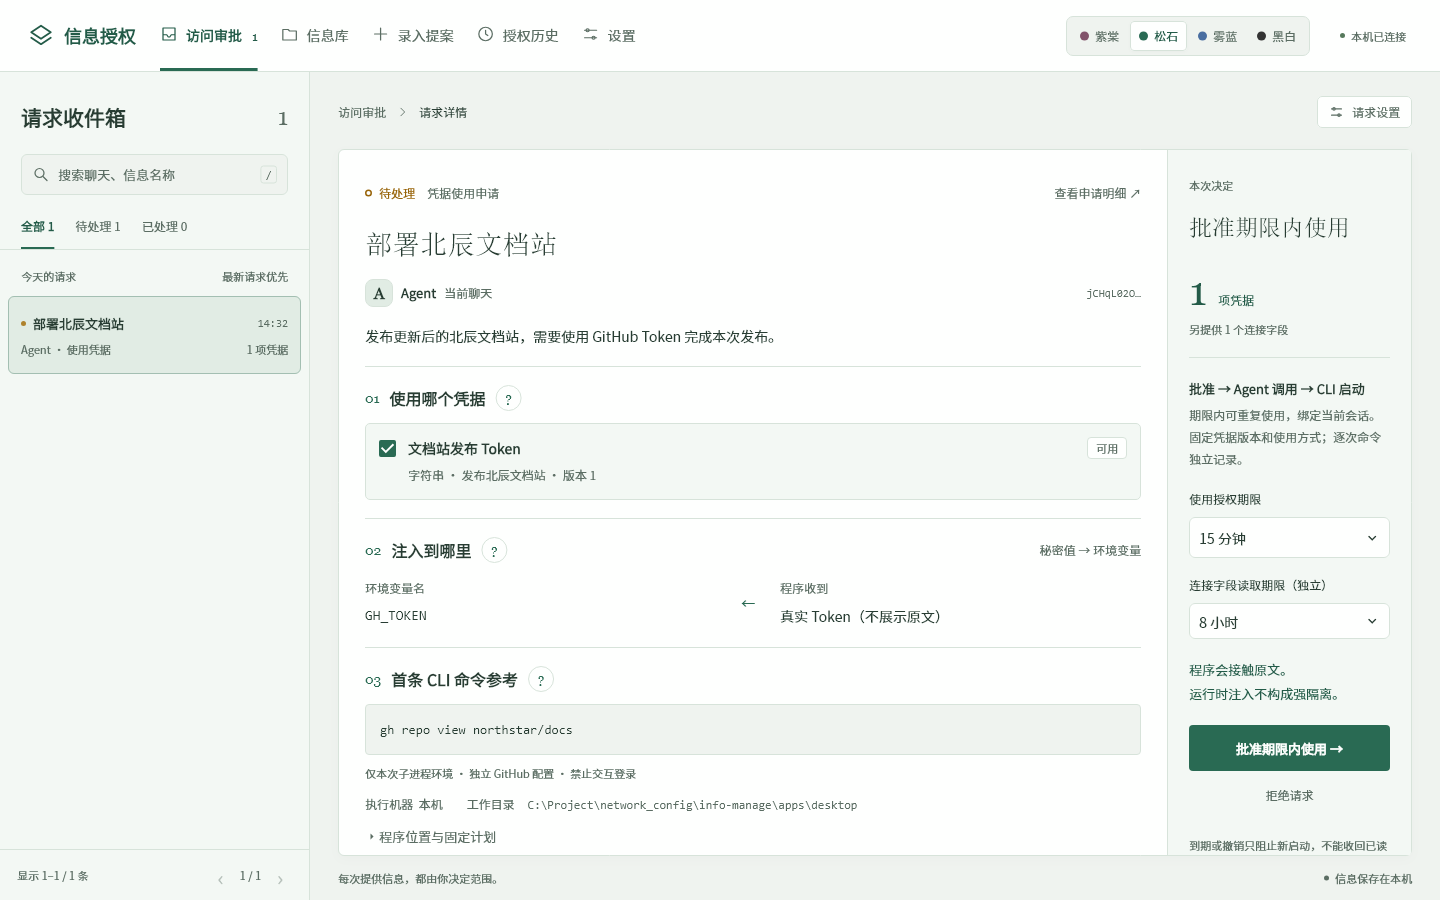 信息授权
访问审批 1
信息库
录入提案
授权历史
设置
紫棠
松石
雾蓝
黑白
本机已连接
请求收件箱 1
搜索聊天、信息名称 /
全部 1 待处理 1 已处理 0
今天的请求 最新请求优先
部署北辰文档站 14:32
Agent · 使用凭据 1 项凭据
显示 1–1 / 1 条 ‹ 1 / 1 ›
访问审批 > 请求详情
请求设置
待处理 凭据使用申请 查看申请明细 ↗
部署北辰文档站
A Agent 当前聊天 jCHqL02O…
发布更新后的北辰文档站，需要使用 GitHub Token 完成本次发布。
01 使用哪个凭据 ?
文档站发布 Token 可用
字符串 · 发布北辰文档站 · 版本 1
02 注入到哪里 ? 秘密值 → 环境变量
环境变量名 程序收到
GH_TOKEN ← 真实 Token（不展示原文）
03 首条 CLI 命令参考 ?
gh repo view northstar/docs
仅本次子进程环境 · 独立 GitHub 配置 · 禁止交互登录
执行机器 本机 工作目录 C:\Project\network_config\info-manage\apps\desktop
程序位置与固定计划
本次决定
批准期限内使用
1 项凭据
另提供 1 个连接字段
批准 → Agent 调用 → CLI 启动
期限内可重复使用，绑定当前会话。
固定凭据版本和使用方式；逐次命令
独立记录。
使用授权期限
15 分钟
连接字段读取期限（独立）
8 小时
程序会接触原文。
运行时注入不构成强隔离。
批准期限内使用 →
拒绝请求
到期或撤销只阻止新启动，不能收回已读
每次提供信息，都由你决定范围。
信息保存在本机